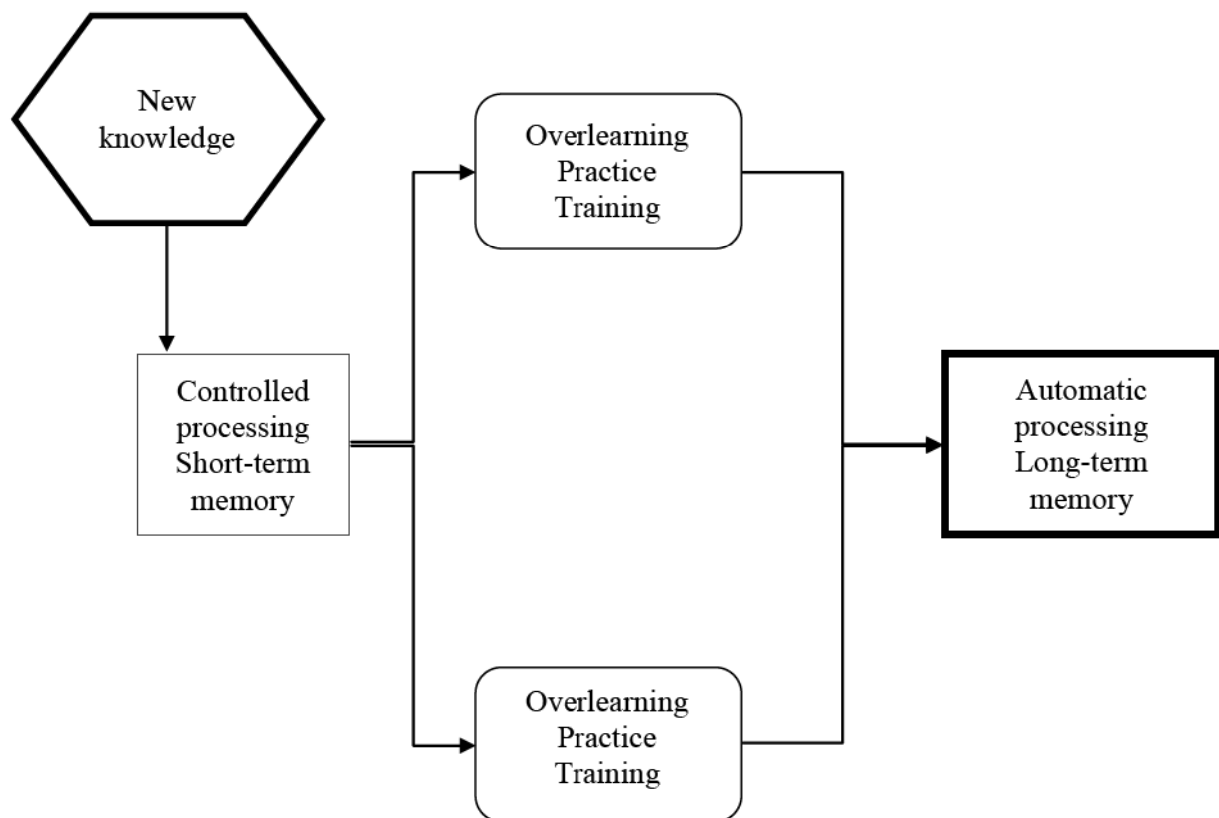 New
knowledge
Overlearning
Practice
Training
Controlled
processing
Short-term
memory
Automatic
processing
Long-term
memory
Overlearning
Practice
Training